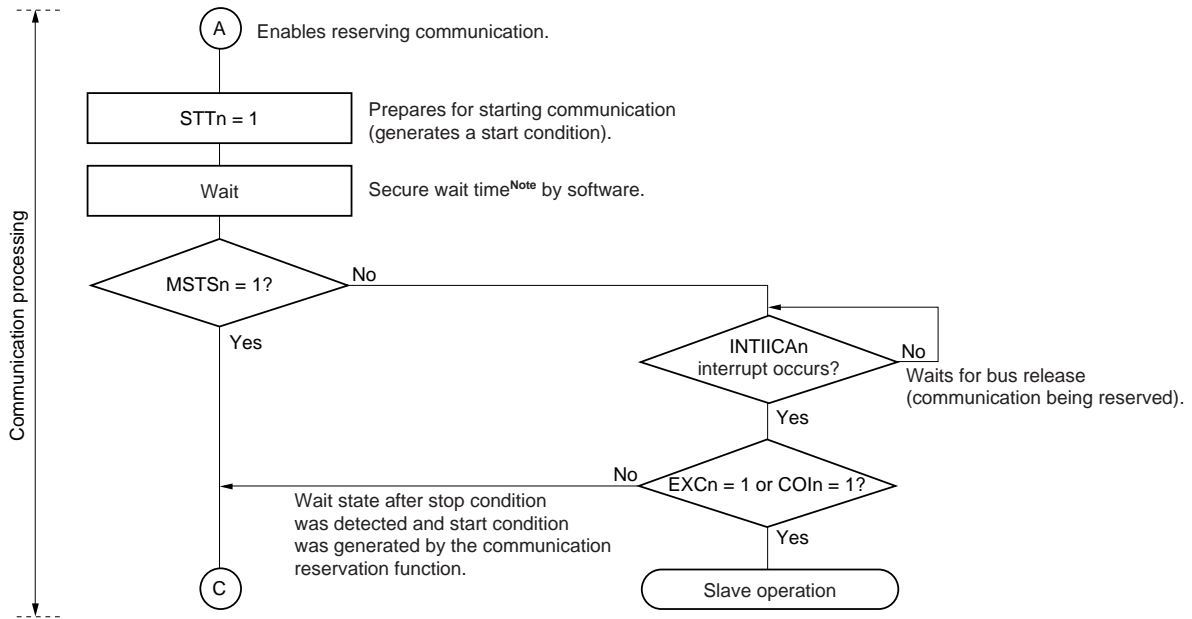 A
Enables reserving communication.
STTn = 1
Prepares for starting communication
(generates a start condition).
Wait
Secure wait timeNote by software.
MSTSn = 1?
No
Yes
INTIICAn
interrupt occurs?
No
Waits for bus release
(communication being reserved).
Yes
EXCn = 1 or COIn = 1?
No
Wait state after stop condition
was detected and start condition
was generated by the communication
reservation function.
Yes
C
Slave operation
Communication processing